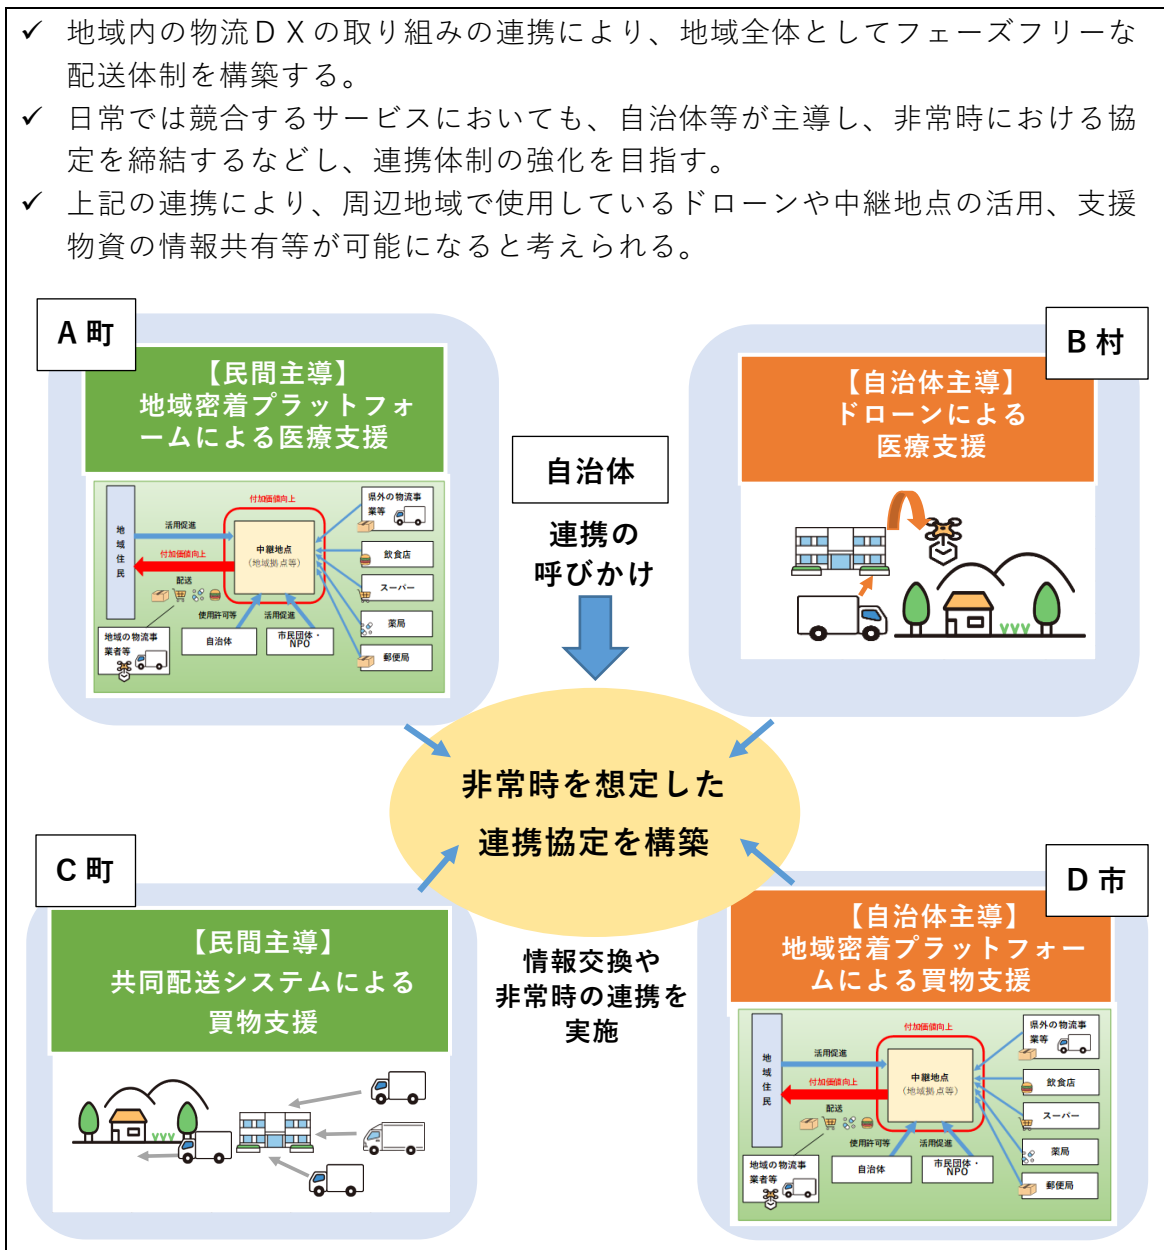 ✓ 地域内の物流ＤＸの取り組みの連携により、地域全体としてフェーズフリーな
配送体制を構築する。
✓ 日常では競合するサービスにおいても、自治体等が主導し、非常時における協
定を締結するなどし、連携体制の強化を目指す。
✓ 上記の連携により、周辺地域で使用しているドローンや中継地点の活用、支援
物資の情報共有等が可能になると考えられる。
A 町
【民間主導】
地域密着プラットフォ
ームによる医療支援
地域住民
活用促進
付加価値向上
配送
付加価値向上
中継地点
（地域拠点等）
使用許可等
活用促進
地域の物流事
業者等
自治体
市民団体・
NPO
県外の物流事
業等
飲食店
スーパー
薬局
郵便局
自治体
連携の
呼びかけ
B 村
【自治体主導】
ドローンによる
医療支援
非常時を想定した
連携協定を構築
情報交換や
非常時の連携を
実施
C 町
【民間主導】
共同配送システムによる
買物支援
D 市
【自治体主導】
地域密着プラットフォー
ムによる買物支援
地域住民
活用促進
付加価値向上
配送
付加価値向上
中継地点
（地域拠点等）
使用許可等
活用促進
地域の物流事
業者等
自治体
市民団体・
NPO
県外の物流事
業等
飲食店
スーパー
薬局
郵便局